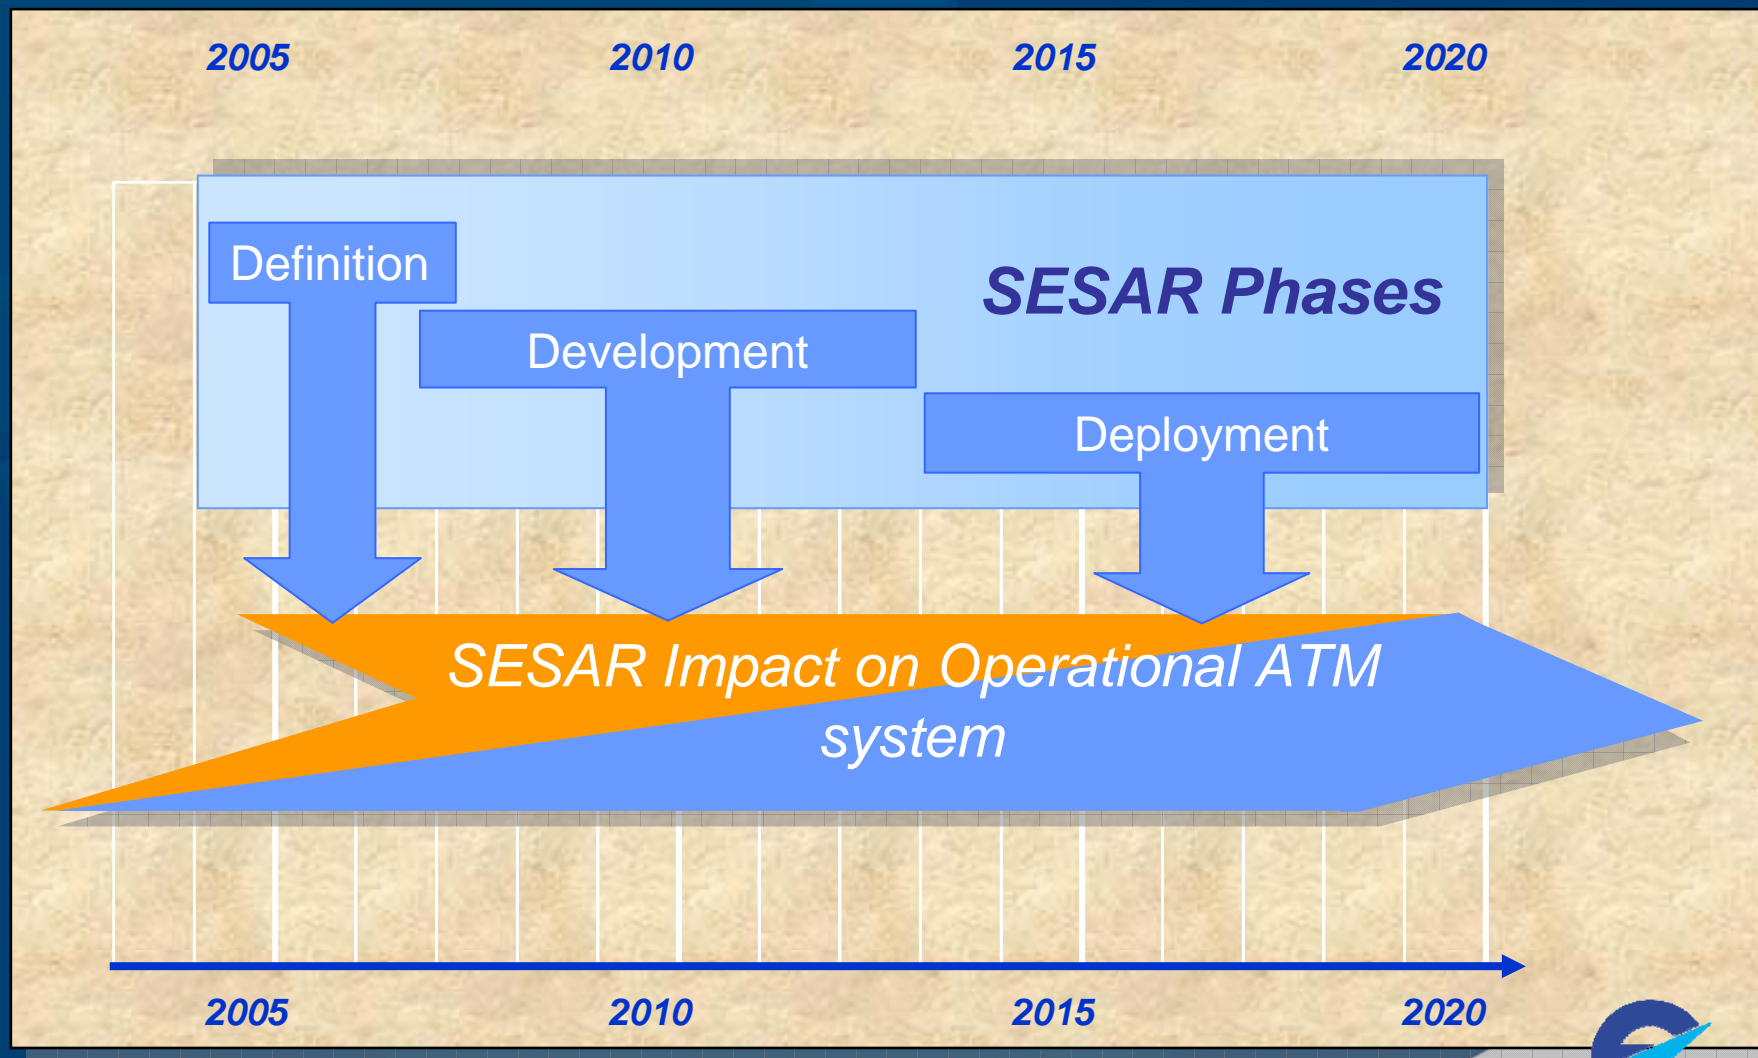 2005 2010 2015 2020
Definition
SESAR Phases
Development
Deployment
SESAR Impact on Operational ATM
system
2005 2010 2015 2020